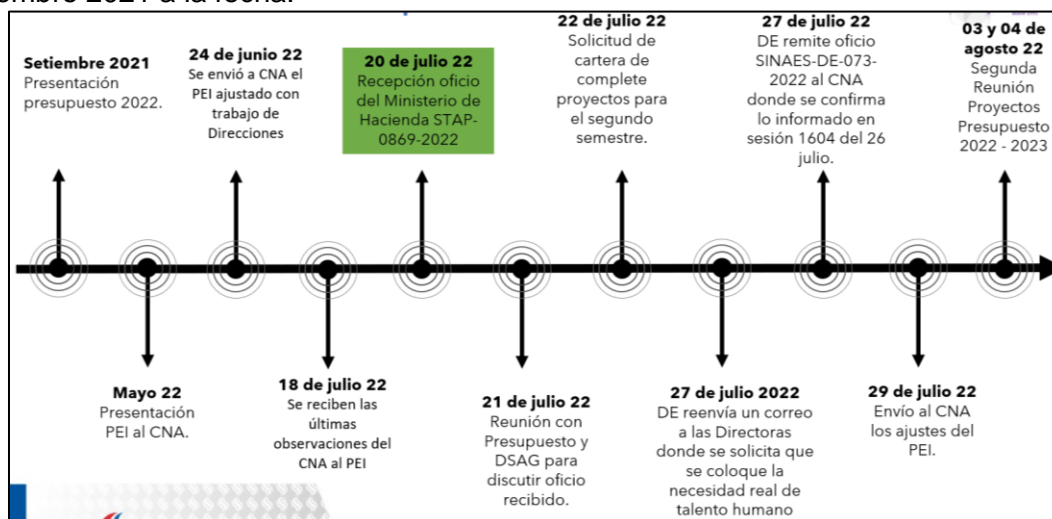 Setiembre 2021
Presentación
presupuesto 2022.
24 de junio 22
Se envió a CNA el
PEI ajustado con
trabajo de
Direcciones
20 de julio 22
Recepción oficio
del Ministerio de
Hacienda STAP-
0869-2022
22 de julio 22
Solicitud de
cartera de
complete
proyectos para
el segundo
semestre.
27 de julio 22
DE remite oficio
SINAES-DE-073-
2022 al CNA
donde se confirma
lo informado en
sesión 1604 del 26
julio.
03 y 04 de
agosto 22
Segunda
Reunión
Proyectos
Presupuesto
2022 - 2023
Mayo 22
Presentación
PEI al CNA.
18 de julio 22
Se reciben las
últimas
observaciones del
CNA al PEI
21 de julio 22
Reunión con
Presupuesto y
DSAG para
discutir oficio
recibido.
27 de julio 2022
DE reenvía un correo
a las Directoras
donde se solicita que
se coloque la
necesidad real de
talento humano
29 de julio 22
Envío al CNA
los ajustes del
PEI.